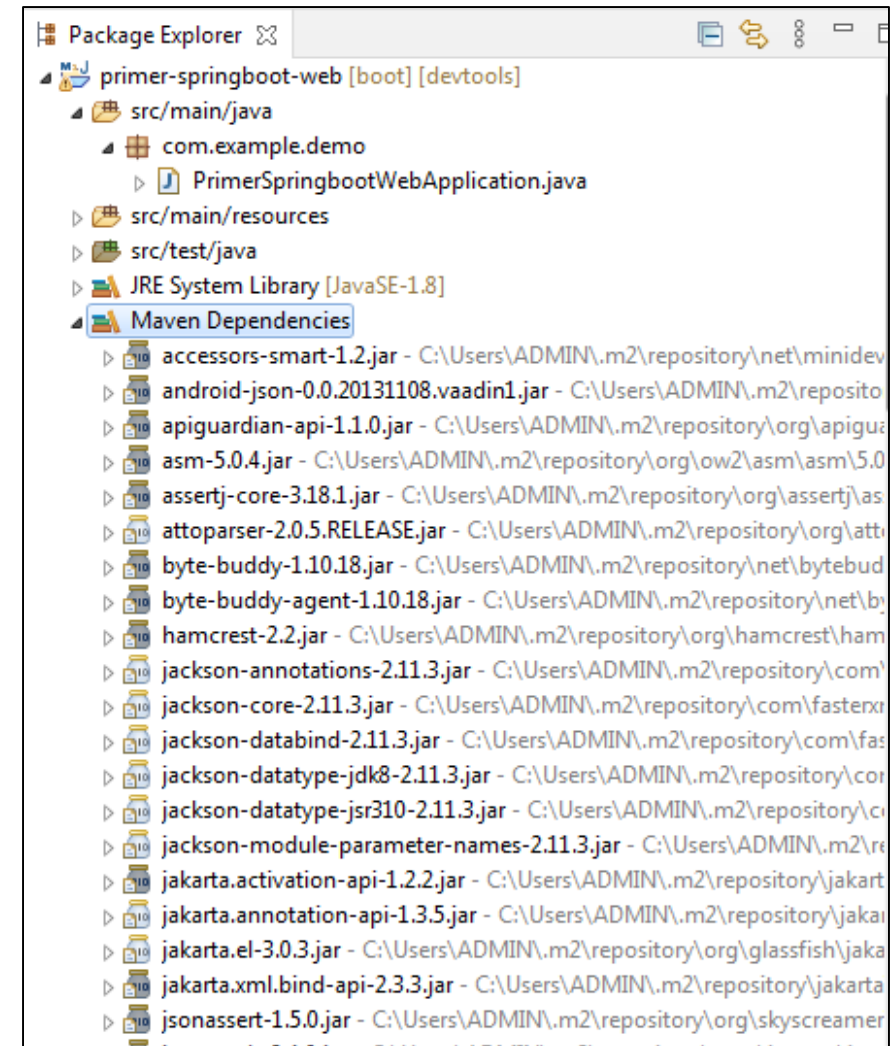 Package Explorer
primer-springboot-web [boot] [devtools]
src/main/java
com.example.demo
PrimerSpringbootWebApplication.java
src/main/resources
src/test/java
JRE System Library [JavaSE-1.8]
Maven Dependencies
accessors-smart-1.2.jar - C:\Users\ADMIN\.m2\repository\net\minidev
android-json-0.0.20131108.vaadin1.jar - C:\Users\ADMIN\.m2\reposito
apiguardian-api-1.1.0.jar - C:\Users\ADMIN\.m2\repository\org\apigua
asm-5.0.4.jar - C:\Users\ADMIN\.m2\repository\org\ow2\asm\asm\5.0
assertj-core-3.18.1.jar - C:\Users\ADMIN\.m2\repository\org\assertj\as
attoparser-2.0.5.RELEASE.jar - C:\Users\ADMIN\.m2\repository\org\att
byte-buddy-1.10.18.jar - C:\Users\ADMIN\.m2\repository\net\bytebud
byte-buddy-agent-1.10.18.jar - C:\Users\ADMIN\.m2\repository\net\by
hamcrest-2.2.jar - C:\Users\ADMIN\.m2\repository\org\hamcrest\ham
jackson-annotations-2.11.3.jar - C:\Users\ADMIN\.m2\repository\com\
jackson-core-2.11.3.jar - C:\Users\ADMIN\.m2\repository\com\fasterx
jackson-databind-2.11.3.jar - C:\Users\ADMIN\.m2\repository\com\fas
jackson-datatype-jdk8-2.11.3.jar - C:\Users\ADMIN\.m2\repository\co
jackson-datatype-jsr310-2.11.3.jar - C:\Users\ADMIN\.m2\repository\c
jackson-module-parameter-names-2.11.3.jar - C:\Users\ADMIN\.m2\re
jakarta.activation-api-1.2.2.jar - C:\Users\ADMIN\.m2\repository\jakart
jakarta.annotation-api-1.3.5.jar - C:\Users\ADMIN\.m2\repository\jaka
jakarta.el-3.0.3.jar - C:\Users\ADMIN\.m2\repository\org\glassfish\jaka
jakarta.xml.bind-api-2.3.3.jar - C:\Users\ADMIN\.m2\repository\jakarta
jsonassert-1.5.0.jar - C:\Users\ADMIN\.m2\repository\org\skyscreamer